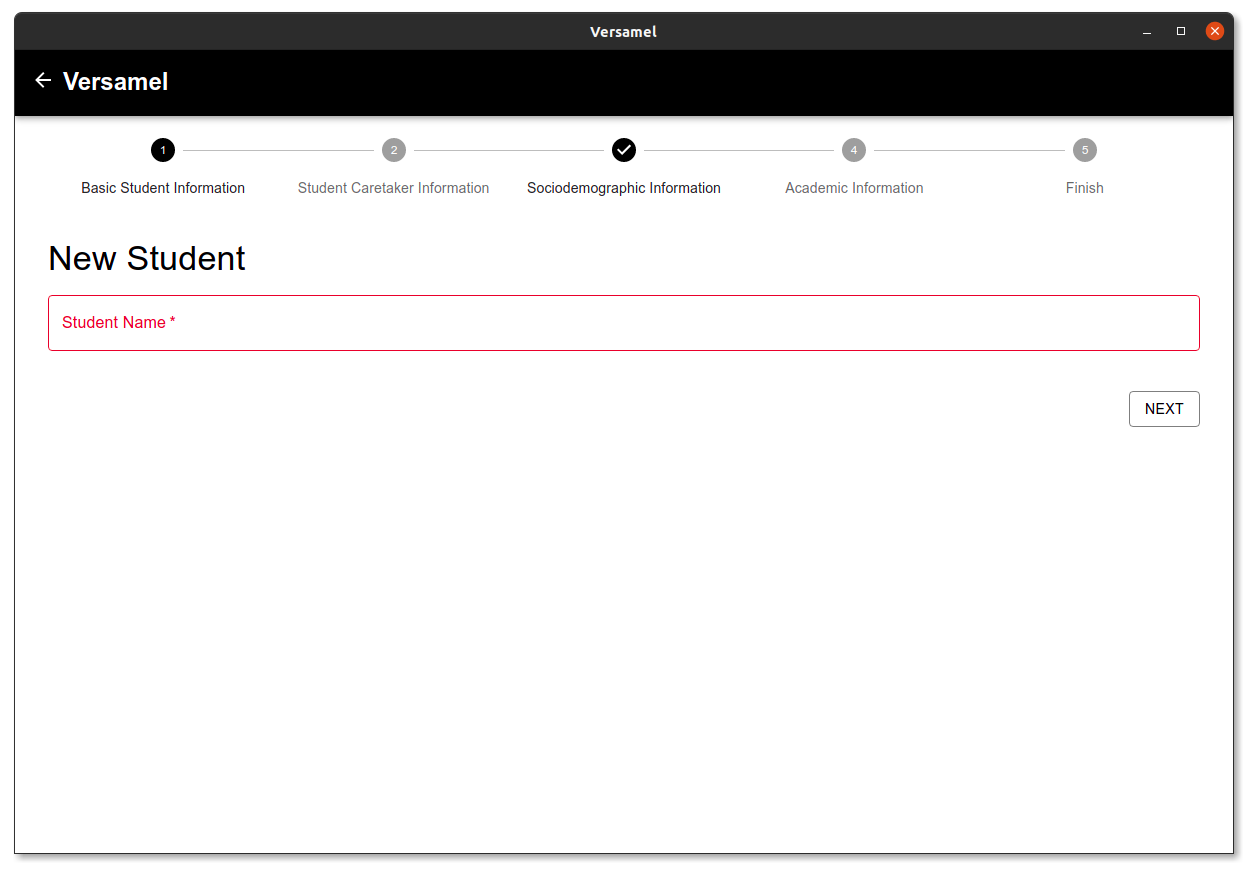 Versamel
Versamel
1 2 4 5
Basic Student Information Student Caretaker Information Sociodemographic Information Academic Information Finish
New Student
Student Name *
NEXT